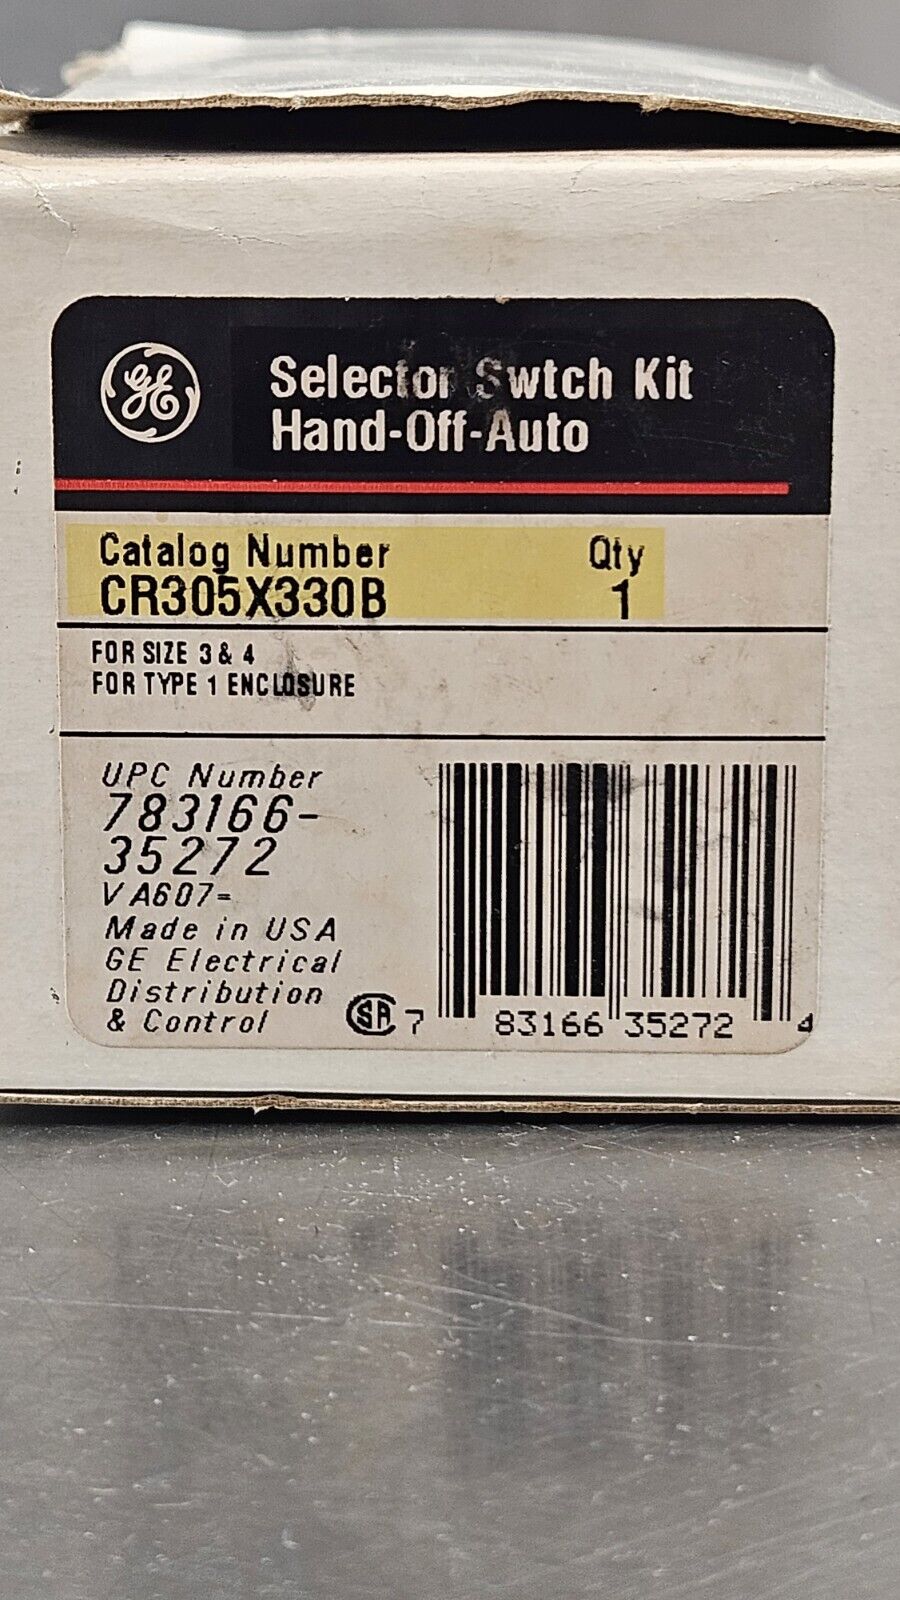 GE Selector Swtch Kit
Hand-Off-Auto
Catalog Number Qty
CR305X330B 1
FOR SIZE 3 & 4
FOR TYPE 1 ENCLOSURE
UPC Number
783166-
35272
VA607=
Made in USA
GE Electrical
Distribution
& Control
SA 7 83166 35272 4